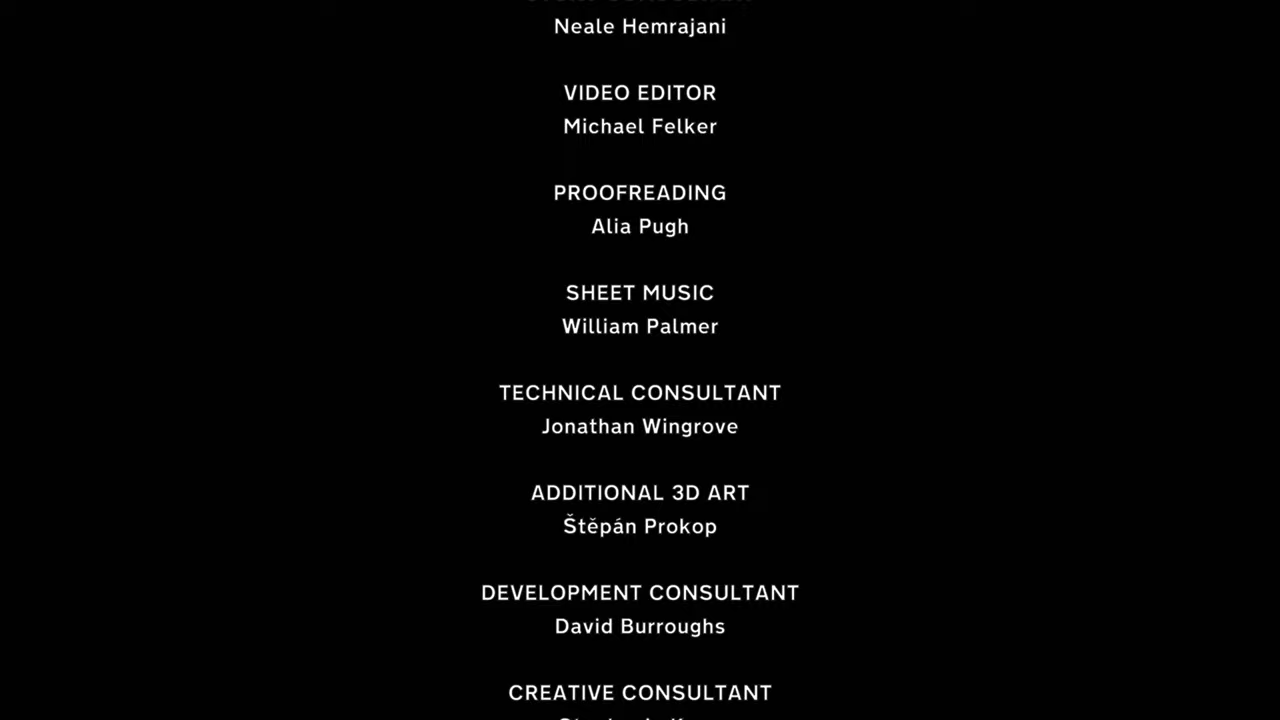 Neale Hemrajani
VIDEO EDITOR
Michael Felker
PROOFREADING
Alia Pugh
SHEET MUSIC
William Palmer
TECHNICAL CONSULTANT
Jonathan Wingrove
ADDITIONAL 3D ART
Štěpán Prokop
DEVELOPMENT CONSULTANT
David Burroughs
CREATIVE CONSULTANT